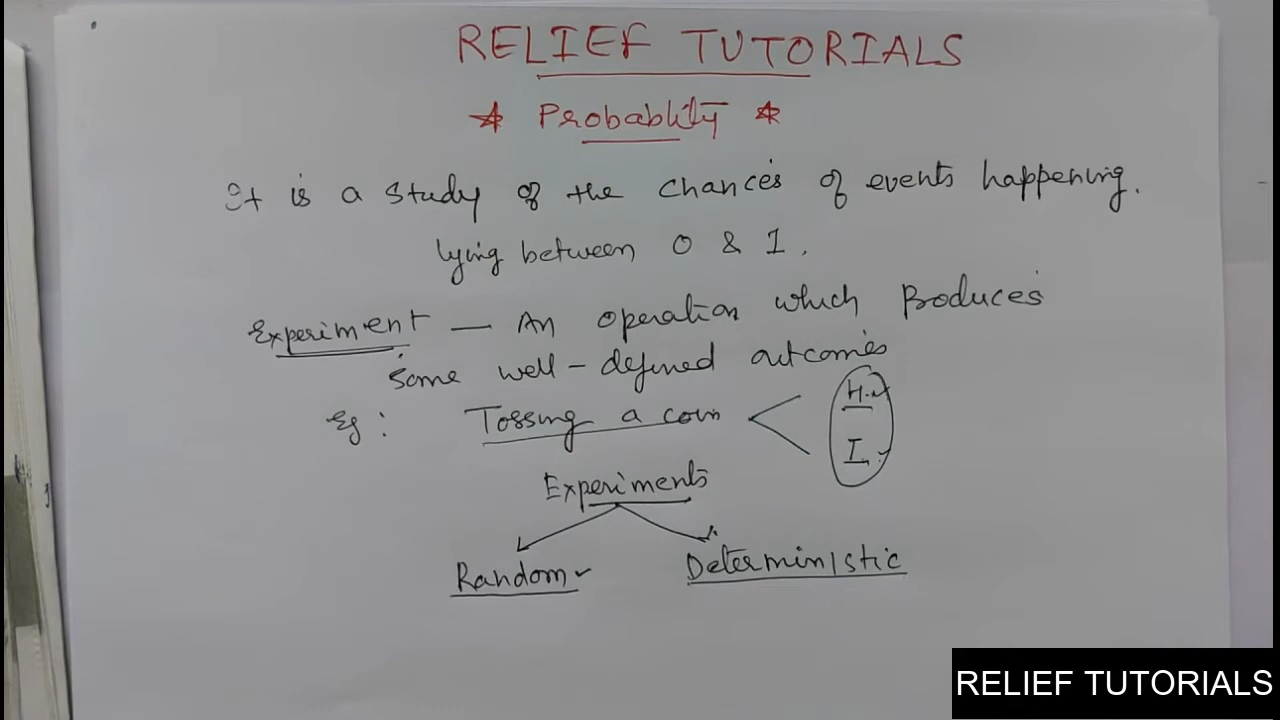 RELIEF TUTORIALS
* Probablity *
It is a study of the chances of events happening.
lying between 0 & 1.
Experiment — An operation which Produces
some well-defined outcomes
Eg: Tossing a coin < H
T
Experiments
Random Deterministic
RELIEF TUTORIALS